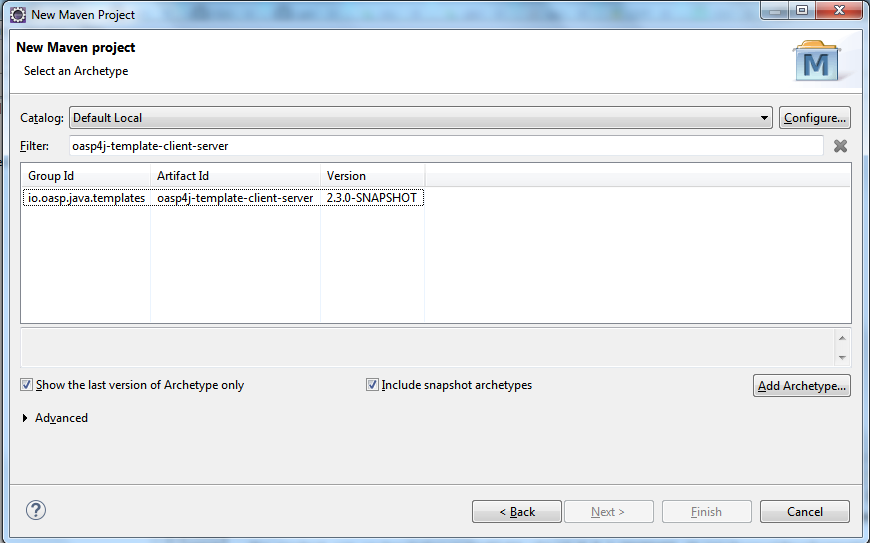 New Maven Project
New Maven project
Select an Archetype
M
Catalog: Default Local Configure...
Filter: oasp4j-template-client-server
Group Id Artifact Id Version
io.oasp.java.templates oasp4j-template-client-server 2.3.0-SNAPSHOT
Show the last version of Archetype only Include snapshot archetypes Add Archetype...
Advanced
? < Back Next > Finish Cancel